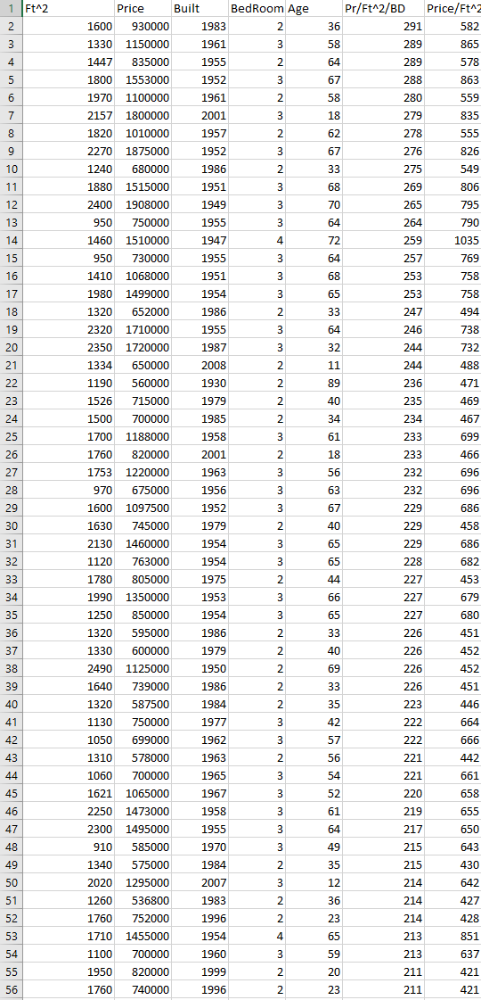 1 Ft^2 Price Built BedRoom Age Pr/Ft^2/BD Price/Ft^2
2 1600 930000 1983 2 36 291 582
3 1330 1150000 1961 3 58 289 865
4 1447 835000 1955 2 64 289 578
5 1800 1553000 1952 3 67 288 863
6 1970 1100000 1961 2 58 280 559
7 2157 1800000 2001 3 18 279 835
8 1820 1010000 1957 2 62 278 555
9 2270 1875000 1952 3 67 276 826
10 1240 680000 1986 2 33 275 549
11 1880 1515000 1951 3 68 269 806
12 2400 1908000 1949 3 70 265 795
13 950 750000 1955 3 64 264 790
14 1460 1510000 1947 4 72 259 1035
15 950 730000 1955 3 64 257 769
16 1410 1068000 1951 3 68 253 758
17 1980 1499000 1954 3 65 253 758
18 1320 652000 1986 2 33 247 494
19 2320 1710000 1955 3 64 246 738
20 2350 1720000 1987 3 32 244 732
21 1334 650000 2008 2 11 244 488
22 1190 560000 1930 2 89 236 471
23 1526 715000 1979 2 40 235 469
24 1500 700000 1985 2 34 234 467
25 1700 1188000 1958 3 61 233 699
26 1760 820000 2001 2 18 233 466
27 1753 1220000 1963 3 56 232 696
28 970 675000 1956 3 63 232 696
29 1600 1097500 1952 3 67 229 686
30 1630 745000 1979 2 40 229 458
31 2130 1460000 1954 3 65 229 686
32 1120 763000 1954 3 65 228 682
33 1780 805000 1975 2 44 227 453
34 1990 1350000 1953 3 66 227 679
35 1250 850000 1954 3 65 227 680
36 1320 595000 1986 2 33 226 451
37 1330 600000 1979 2 40 226 452
38 2490 1125000 1950 2 69 226 452
39 1640 739000 1986 2 33 226 451
40 1320 587500 1984 2 35 223 446
41 1130 750000 1977 3 42 222 664
42 1050 699000 1962 3 57 222 666
43 1310 578000 1963 2 56 221 442
44 1060 700000 1965 3 54 221 661
45 1621 1065000 1967 3 52 220 658
46 2250 1473000 1958 3 61 219 655
47 2300 1495000 1955 3 64 217 650
48 910 585000 1970 3 49 215 643
49 1340 575000 1984 2 35 215 430
50 2020 1295000 2007 3 12 214 642
51 1260 536800 1983 2 36 214 427
52 1760 752000 1996 2 23 214 428
53 1710 1455000 1954 4 65 213 851
54 1100 700000 1960 3 59 213 637
55 1950 820000 1999 2 20 211 421
56 1760 740000 1996 2 23 211 421